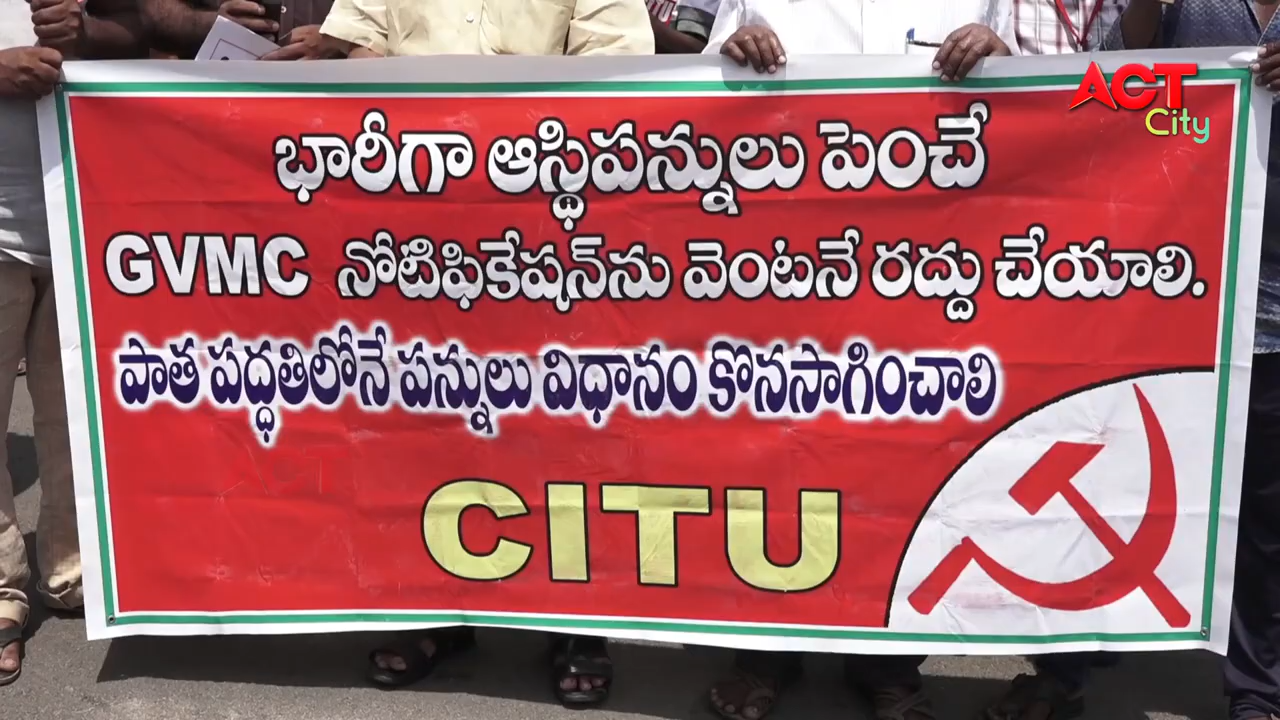 ACT
City
భారీగా ఆస్థిపన్నులు పెంచే
GVMC నోటిఫికేషన్‌ను వెంటనే రద్దు చేయాలి.
పాత పద్ధతిలోనే పన్నులు విధానం కొనసాగించాలి
CITU